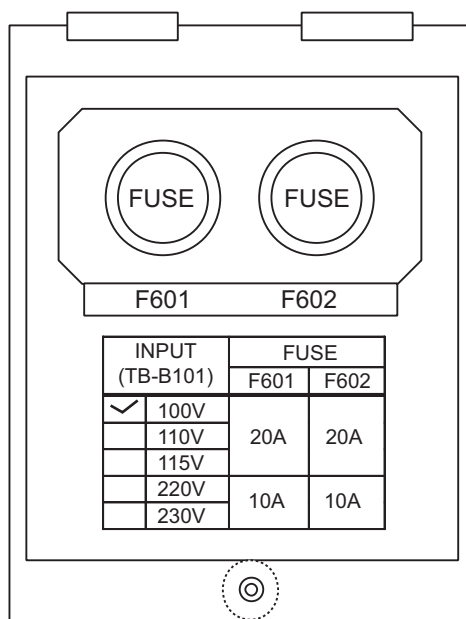 FUSE FUSE
F601 F602
INPUT FUSE
(TB-B101) F601 F602
✓ 100V
110V 20A 20A
115V
220V 10A 10A
230V